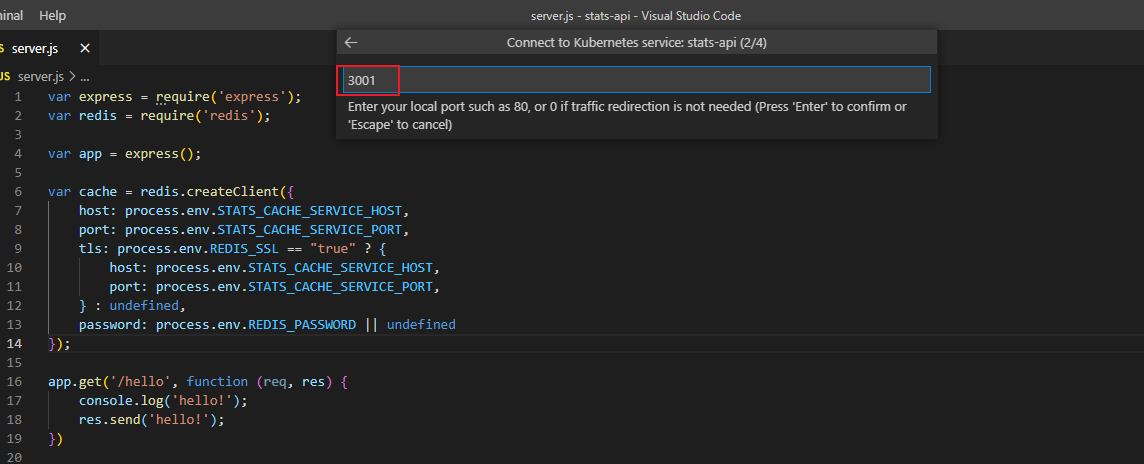 minal Help server.js - stats-api - Visual Studio Code
JS server.js ×
Connect to Kubernetes service: stats-api (2/4)
3001
Enter your local port such as 80, or 0 if traffic redirection is not needed (Press 'Enter' to confirm or
'Escape' to cancel)
JS server.js > ...
1 var express = require('express');
2 var redis = require('redis');
3
4 var app = express();
5
6 var cache = redis.createClient({
7     host: process.env.STATS_CACHE_SERVICE_HOST,
8     port: process.env.STATS_CACHE_SERVICE_PORT,
9     tls: process.env.REDIS_SSL == "true" ? {
10         host: process.env.STATS_CACHE_SERVICE_HOST,
11         port: process.env.STATS_CACHE_SERVICE_PORT,
12     } : undefined,
13     password: process.env.REDIS_PASSWORD || undefined
14 });
15
16 app.get('/hello', function (req, res) {
17     console.log('hello!');
18     res.send('hello!');
19 })
20